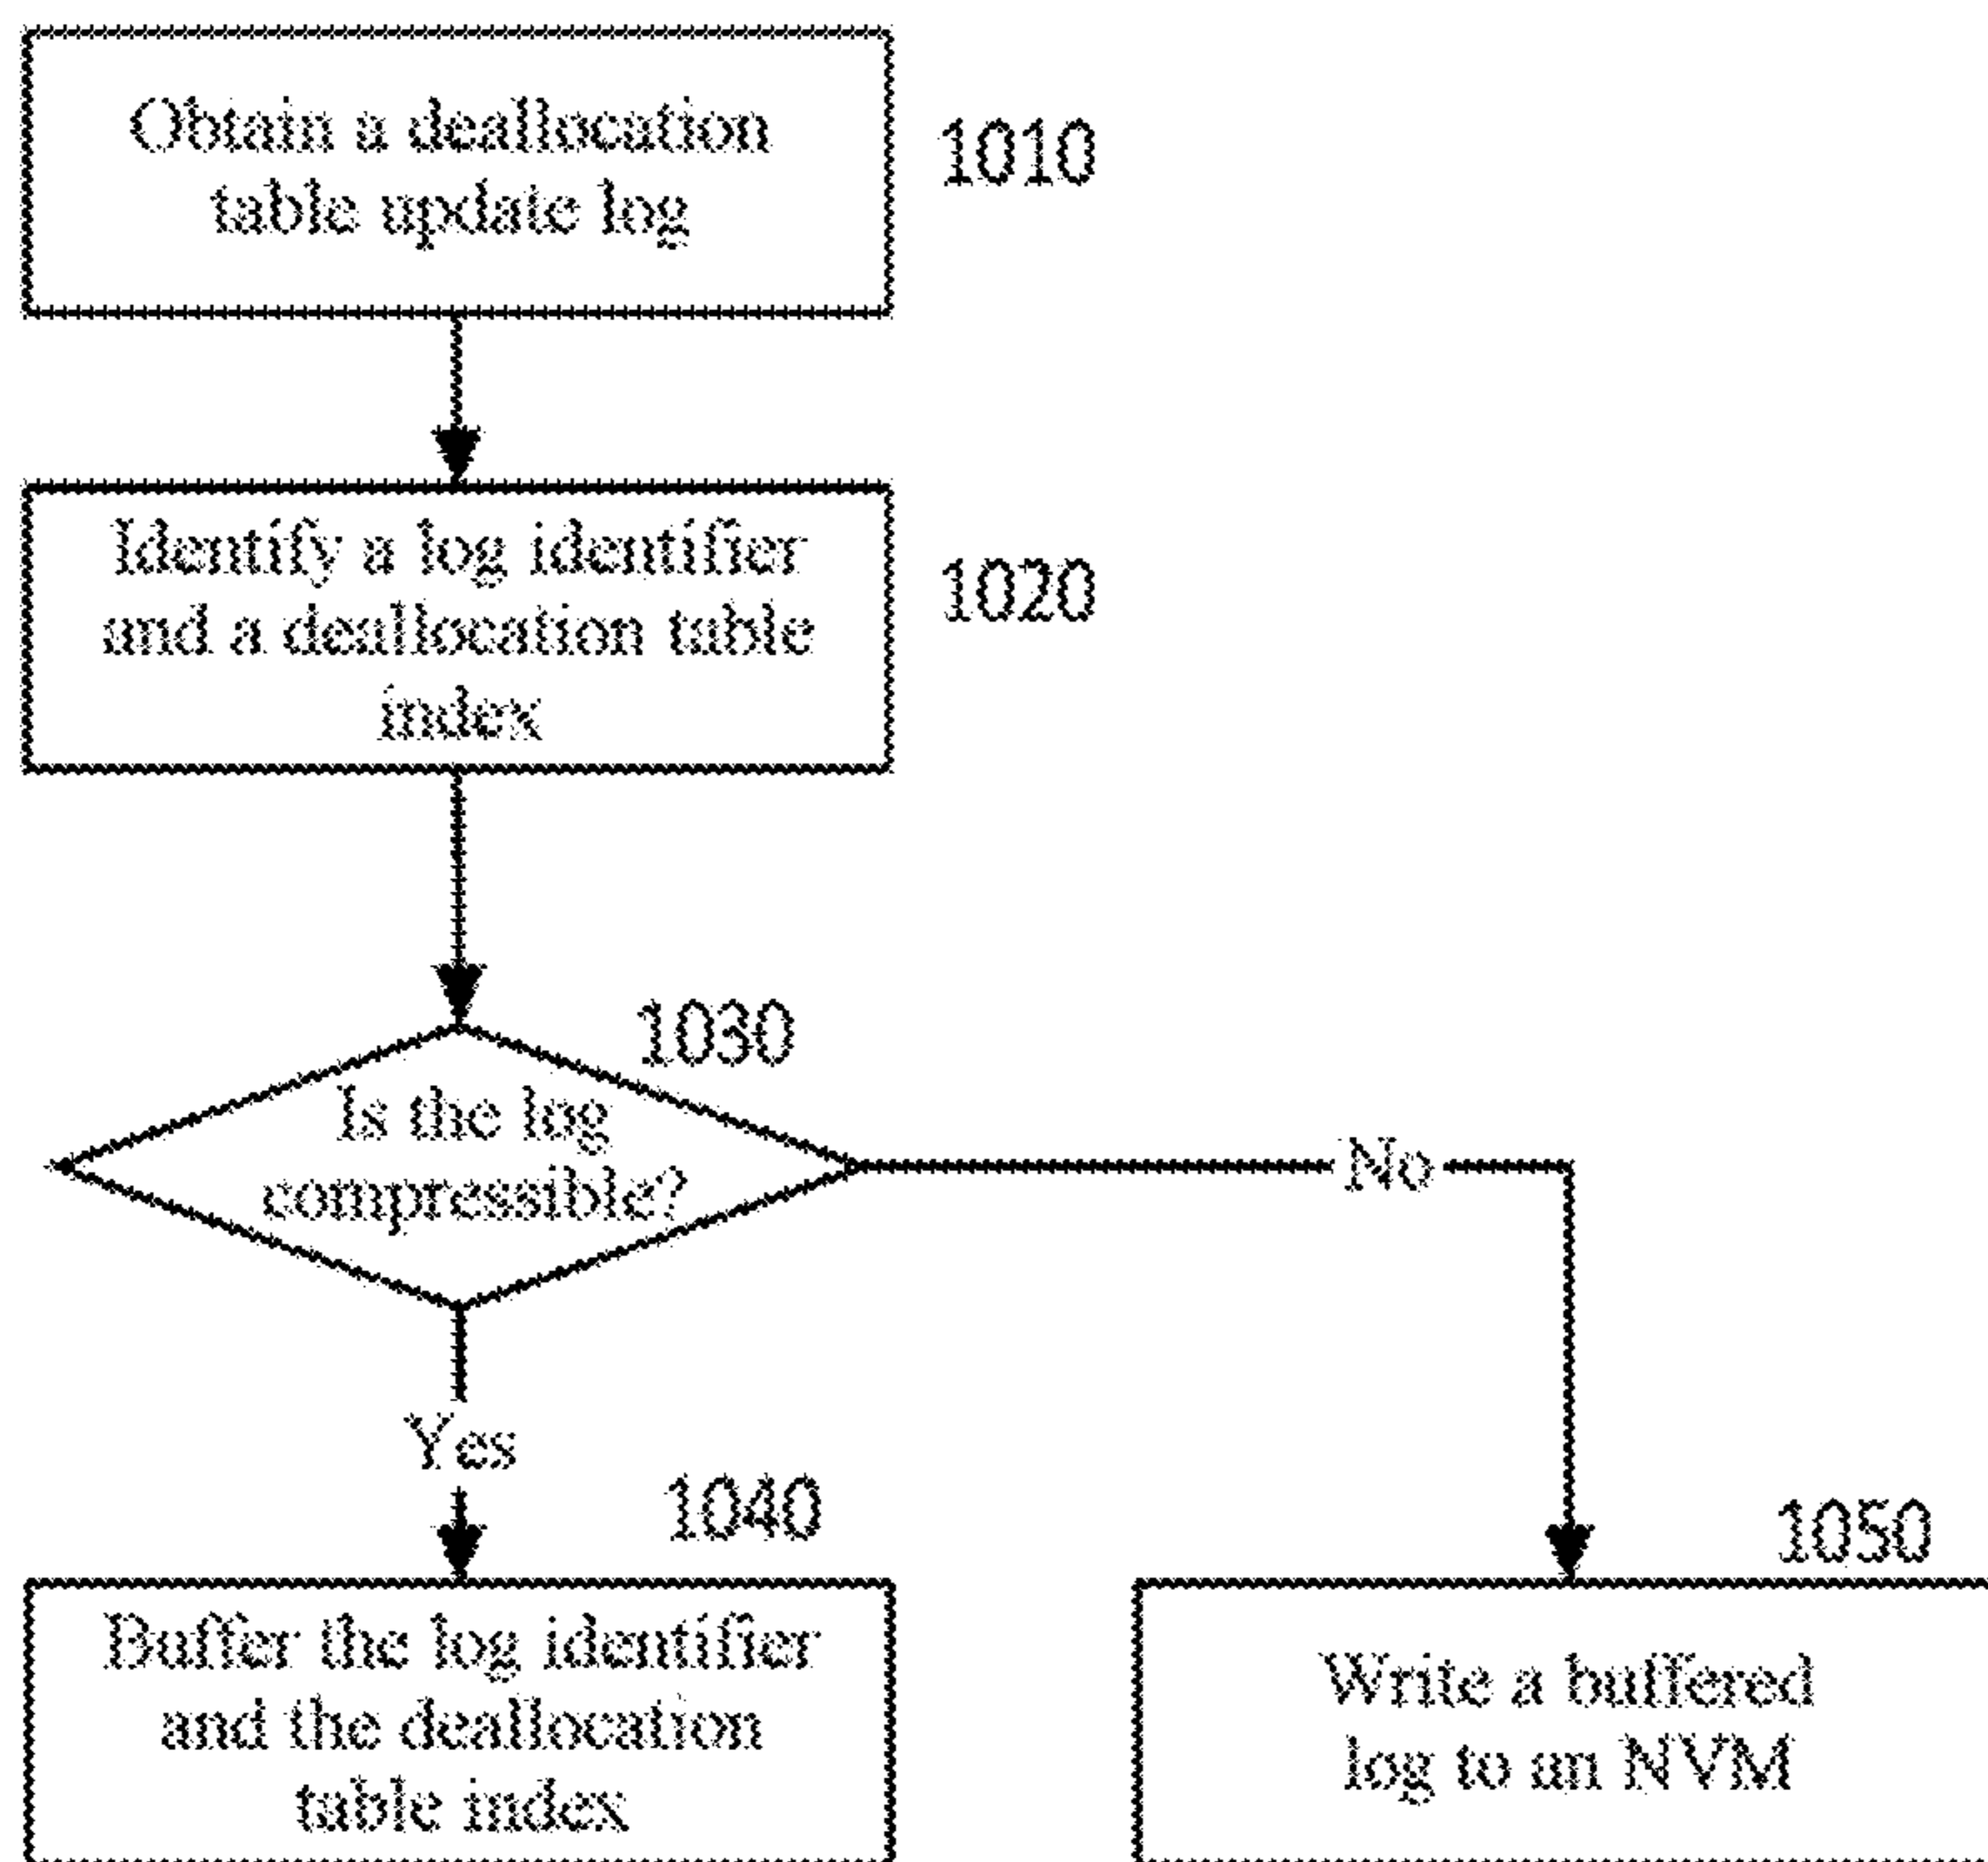 Obtain a deallocation
table update log
1010
Identify a log identifier
and a deallocation table
index
1020
1030
Is the log
compressible?
No
Yes
1040
1050
Buffer the log identifier
and the deallocation
table index
Write a buffered
log to an NVM